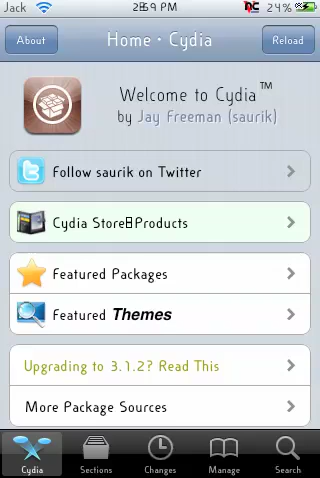 Jack 2:59 PM 24%
About Home · Cydia Reload
Welcome to Cydia™
by Jay Freeman (saurik)
Follow saurik on Twitter
Cydia Store Products
Featured Packages
Featured Themes
Upgrading to 3.1.2? Read This
More Package Sources
Cydia Sections Changes Manage Search